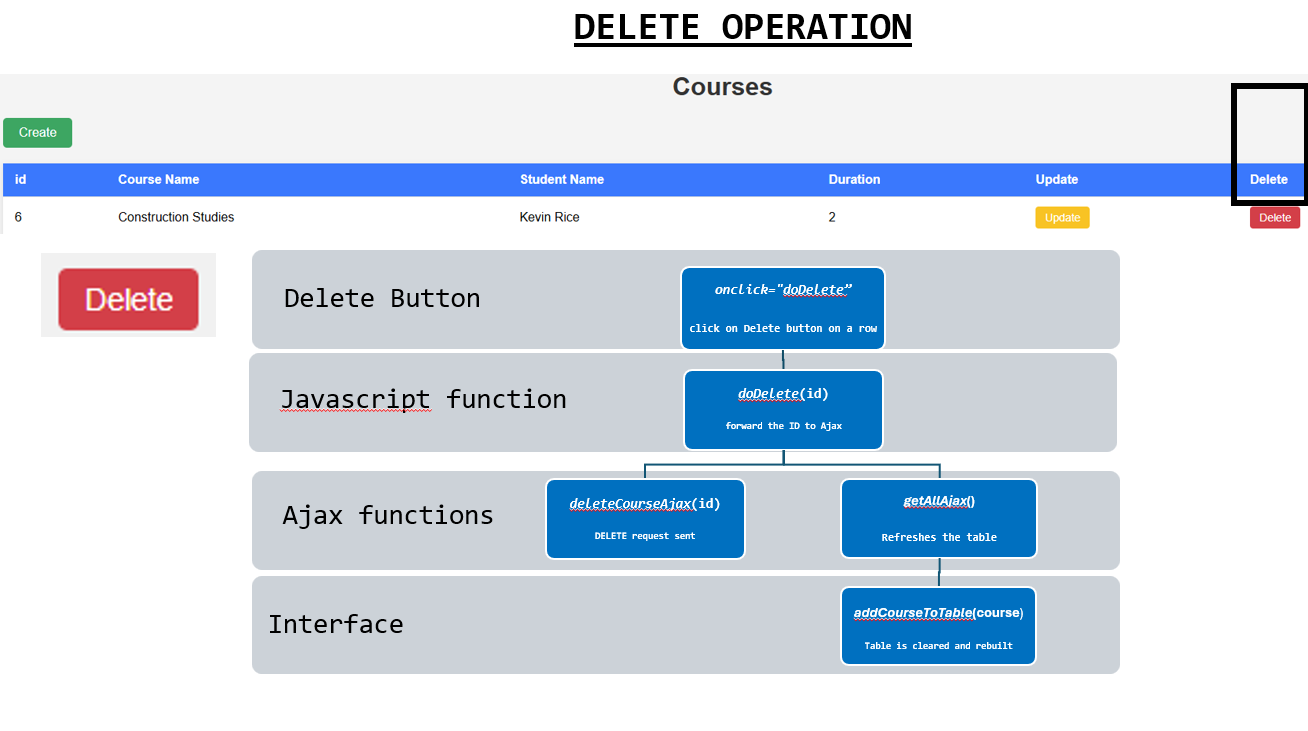 DELETE OPERATION
Courses
Create
id Course Name Student Name Duration Update Delete
6 Construction Studies Kevin Rice 2 Update Delete
Delete
Delete Button
onclick="doDelete”
click on Delete button on a row
Javascript function
doDelete(id)
forward the ID to Ajax
Ajax functions
deleteCourseAjax(id)
DELETE request sent
getAllAjax()
Refreshes the table
Interface
addCourseToTable(course)
Table is cleared and rebuilt